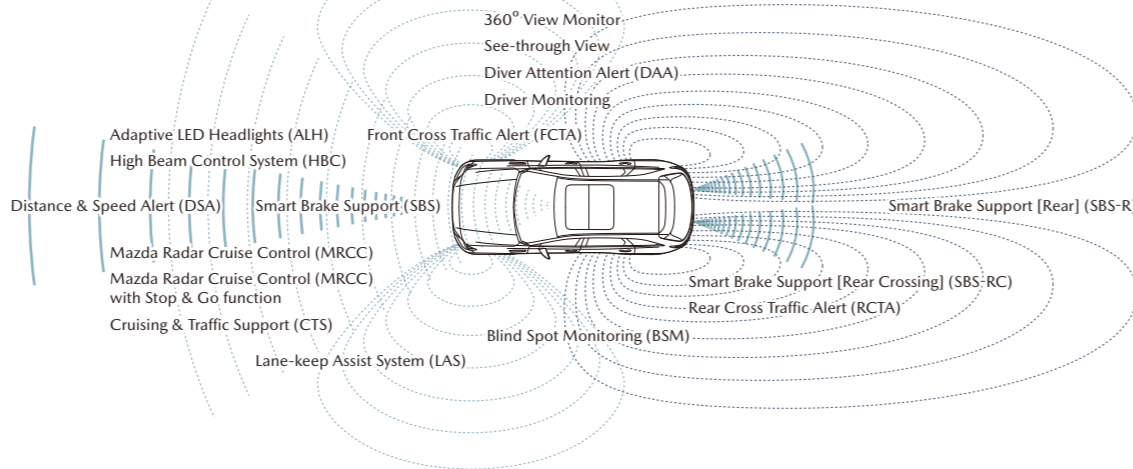 360° View Monitor
See-through View
Diver Attention Alert (DAA)
Driver Monitoring
Adaptive LED Headlights (ALH)
Front Cross Traffic Alert (FCTA)
High Beam Control System (HBC)
Distance & Speed Alert (DSA)
Smart Brake Support (SBS)
Smart Brake Support [Rear] (SBS-R)
Mazda Radar Cruise Control (MRCC)
Mazda Radar Cruise Control (MRCC)
with Stop & Go function
Smart Brake Support [Rear Crossing] (SBS-RC)
Rear Cross Traffic Alert (RCTA)
Cruising & Traffic Support (CTS)
Blind Spot Monitoring (BSM)
Lane-keep Assist System (LAS)